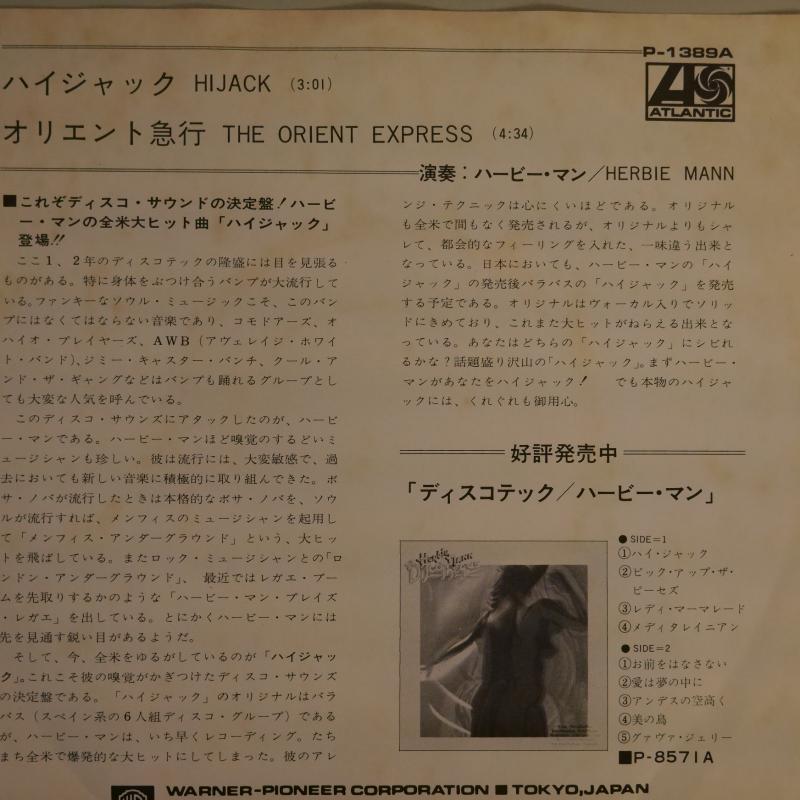 P-1389A
ハイジャック HIJACK (3:01)
ATLANTIC
オリエント急行 THE ORIENT EXPRESS (4:34)
演奏：ハービー・マン／HERBIE MANN
■これぞディスコ・サウンドの決定盤！ハービ
ー・マンの全米大ヒット曲「ハイジャック」
登場!!
ここ1、2年のディスコテックの隆盛には目を見張る
ものがある。特に身体をぶつけ合うバンプが大流行して
いる。ファンキーなソウル・ミュージックこそ、このバン
プにはなくてはならない音楽であり、コモドアーズ、オ
ハイオ・プレイヤーズ、AWB（アヴェレイジ・ホワイ
ト・バンド）、ジミー・キャスター・バンチ、クール・ア
ンド・ザ・ギャングなどはバンプも踊れるグループとし
ても大変な人気を呼んでいる。
このディスコ・サウンズにアタックしたのが、ハービ
ー・マンである。ハービー・マンほど嗅覚のするどいミ
ュージシャンも珍しい。彼は流行には、大変敏感で、過
去においても新しい音楽に積極的に取り組んできた。ボ
サ・ノバが流行したときは本格的なボサ・ノバを、ソウ
ルが流行すれば、メンフィスのミュージシャンを起用し
て「メンフィス・アンダーグラウンド」という、大ヒッ
トを飛ばしている。またロック・ミュージシャンとの「ロ
ンドン・アンダーグラウンド」、最近ではレガエ・ブー
ムを先取りするかのような「ハービー・マン・プレイズ
・レガエ」を出している。とにかくハービー・マンには
先を見通す鋭い目があるようだ。
そして、今、全米をゆるがしているのが「ハイジャッ
ク」。これこそ彼の嗅覚がかぎつけたディスコ・サウンズ
の決定盤である。「ハイジャック」のオリジナルはバラ
バス（スペイン系の6人組ディスコ・グループ）である
が、ハービー・マンは、いち早くレコーディング。たち
まち全米で爆発的な大ヒットにしてしまった。彼のアレ
ンジ・テクニックは心にくいほどである。オリジナル
も全米で間もなく発売されるが、オリジナルよりもシャ
レて、都会的なフィーリングを入れた、一味違う出来と
なっている。日本においても、ハービー・マンの「ハイ
ジャック」の発売後バラバスの「ハイジャック」を発売
する予定である。オリジナルはヴォーカル入りでソリッ
ドにきめており、これまた大ヒットがねらえる出来とな
っている。あなたはどちらの「ハイジャック」にシビれ
るかな？話題盛り沢山の「ハイジャック」。まずハービー・
マンがあなたをハイジャック！　でも本物のハイジャ
ックには、くれぐれも御用心。
好評発売中
「ディスコテック／ハービー・マン」
Herbie Mann
Discothèque
●SIDE=1
①ハイ・ジャック
②ピック・アップ・ザ・
ピーセズ
③レディ・マーマレード
④メディタレイニアン
●SIDE=2
①お前をはなさない
②愛は夢の中に
③アンデスの空高く
④美の鳥
⑤グァヴァ・ジェリー
■P-8571A
WARNER-PIONEER CORPORATION ■ TOKYO, JAPAN